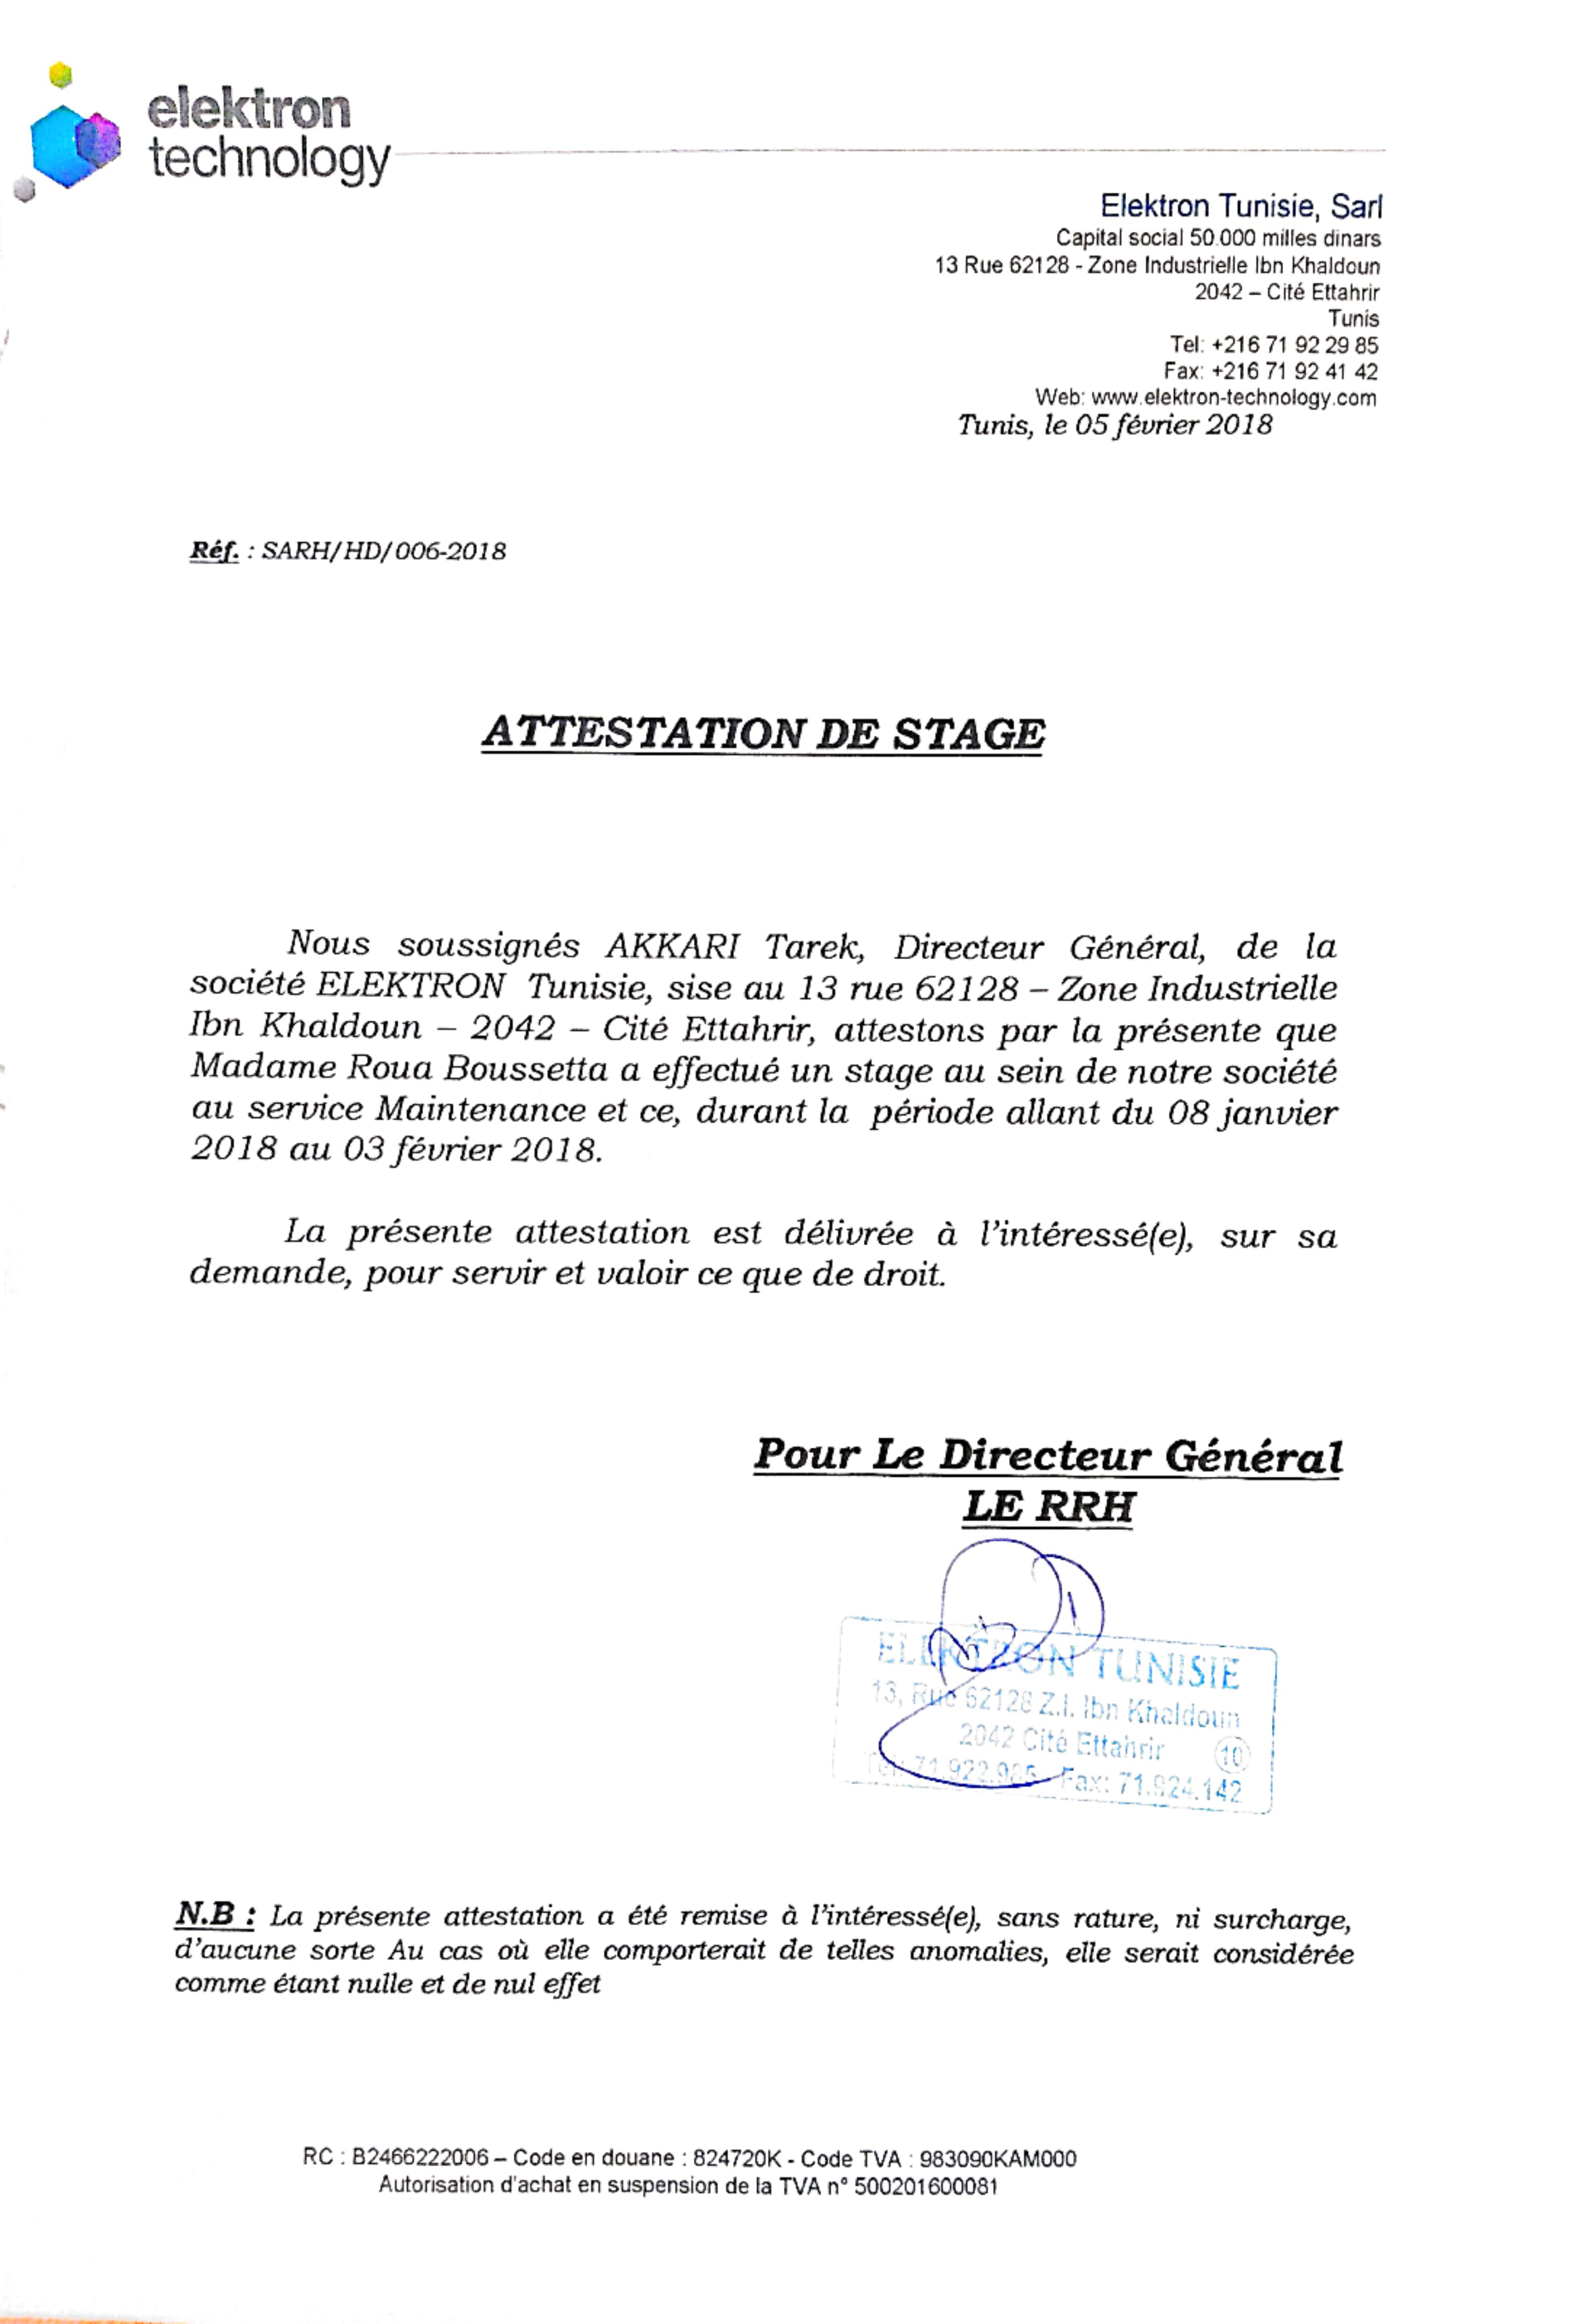 elektron
technology
Elektron Tunisie, Sarl
Capital social 50.000 milles dinars
13 Rue 62128 - Zone Industrielle Ibn Khaldoun
2042 – Cité Ettahrir
Tunis
Tel: +216 71 92 29 85
Fax: +216 71 92 41 42
Web: www.elektron-technology.com
Tunis, le 05 février 2018
Réf. : SARH/HD/006-2018
ATTESTATION DE STAGE
Nous soussignés AKKARI Tarek, Directeur Général, de la
société ELEKTRON Tunisie, sise au 13 rue 62128 – Zone Industrielle
Ibn Khaldoun – 2042 – Cité Ettahrir, attestons par la présente que
Madame Roua Boussetta a effectué un stage au sein de notre société
au service Maintenance et ce, durant la période allant du 08 janvier
2018 au 03 février 2018.
La présente attestation est délivrée à l'intéressé(e), sur sa
demande, pour servir et valoir ce que de droit.
Pour Le Directeur Général
LE RRH
ELEKTRON TUNISIE
13, Rue 62128 Z.I. Ibn Khaldoun
2042 Cité Ettahrir 10
Tel: 71.922.985 Fax: 71.924.142
N.B : La présente attestation a été remise à l'intéressé(e), sans rature, ni surcharge,
d'aucune sorte Au cas où elle comporterait de telles anomalies, elle serait considérée
comme étant nulle et de nul effet
RC : B2466222006 – Code en douane : 824720K - Code TVA : 983090KAM000
Autorisation d'achat en suspension de la TVA n° 500201600081